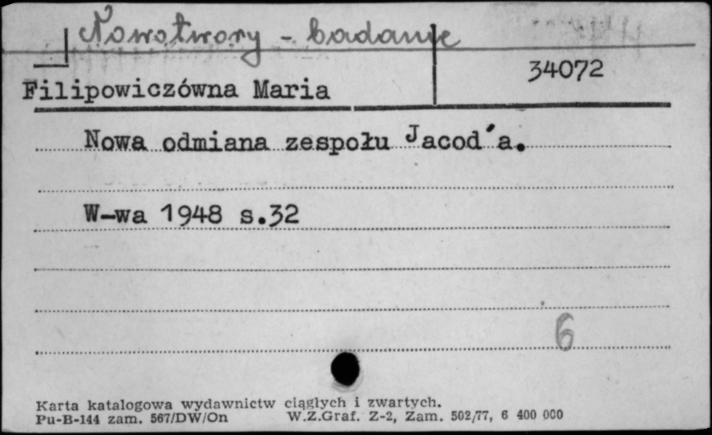 Nowotwory - badanie
34072
Filipowiczówna Maria
Nowa odmiana zespołu Jacod'a.
W-wa 1948 s.32
6
Karta katalogowa wydawnictw ciągłych i zwartych.
Pu-B-144 zam. 567/DW/On W.Z.Graf. Z-2, Zam. 502/77, 6 400 000